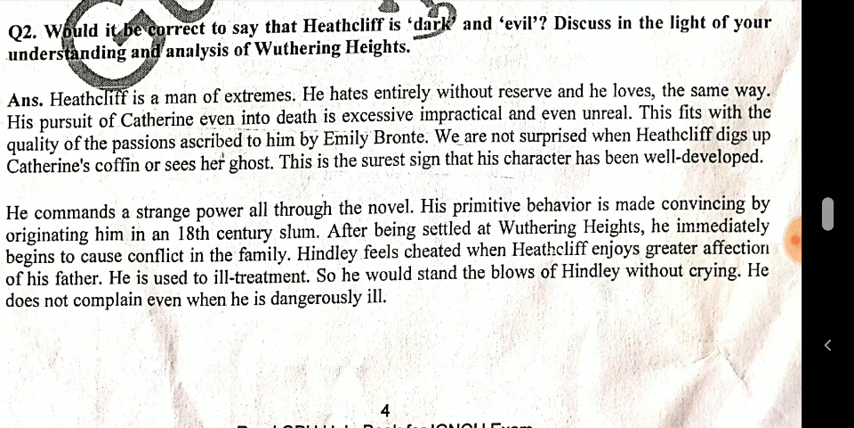 Q2. Would it be correct to say that Heathcliff is 'dark' and 'evil'? Discuss in the light of your
understanding and analysis of Wuthering Heights.
Ans. Heathcliff is a man of extremes. He hates entirely without reserve and he loves, the same way.
His pursuit of Catherine even into death is excessive impractical and even unreal. This fits with the
quality of the passions ascribed to him by Emily Bronte. We are not surprised when Heathcliff digs up
Catherine's coffin or sees her ghost. This is the surest sign that his character has been well-developed.
He commands a strange power all through the novel. His primitive behavior is made convincing by
originating him in an 18th century slum. After being settled at Wuthering Heights, he immediately
begins to cause conflict in the family. Hindley feels cheated when Heathcliff enjoys greater affection
of his father. He is used to ill-treatment. So he would stand the blows of Hindley without crying. He
does not complain even when he is dangerously ill.
4